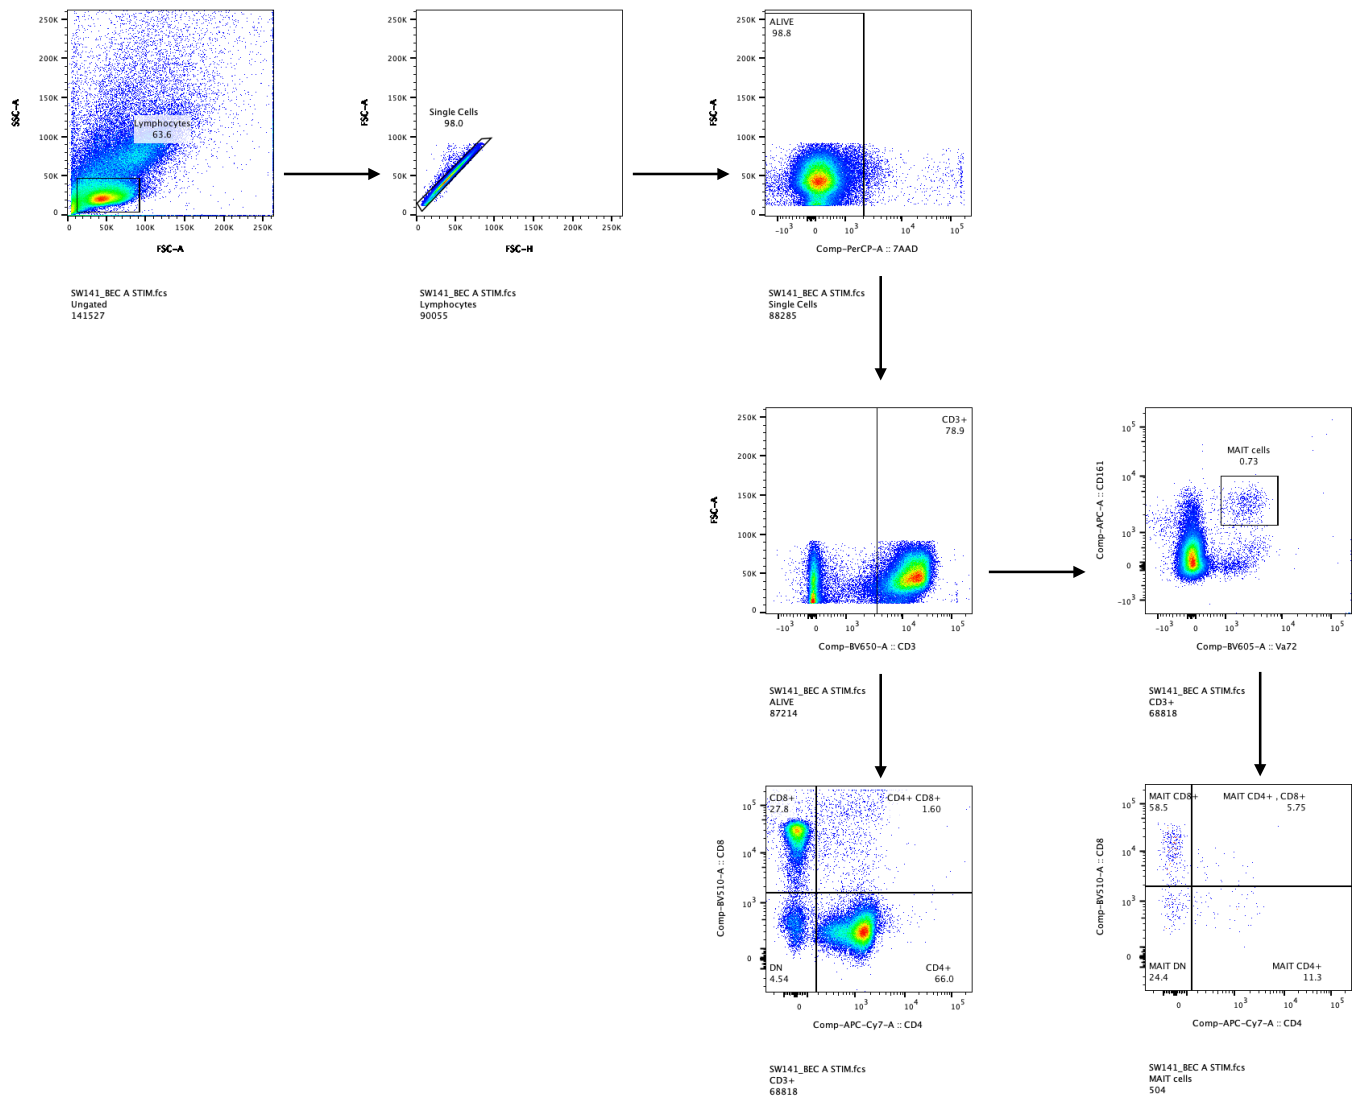 250K
200K
150K
100K
50K
0
SSC-A
Lymphocytes
63.6
0
50K
100K
150K
200K
250K
FSC-A
SW141_BEC A STIM.fcs
Ungated
141527
250K
200K
150K
100K
50K
0
FSC-A
Single Cells
98.0
0
50K
100K
150K
200K
250K
FSC-H
SW141_BEC A STIM.fcs
Lymphocytes
90055
250K
200K
150K
100K
50K
0
FSC-A
ALIVE
98.8
-10³
0
10³
10⁴
10⁵
Comp-PerCP-A :: 7AAD
SW141_BEC A STIM.fcs
Single Cells
88285
250K
200K
150K
100K
50K
0
FSC-A
CD3+
78.9
-10³
0
10³
10⁴
10⁵
Comp-BV650-A :: CD3
SW141_BEC A STIM.fcs
ALIVE
87214
10⁵
10⁴
10³
0
-10³
Comp-APC-A :: CD161
MAIT cells
0.73
-10³
0
10³
10⁴
10⁵
Comp-BV605-A :: Va72
SW141_BEC A STIM.fcs
CD3+
68818
10⁵
10⁴
10³
0
Comp-BV510-A :: CD8
CD8+
27.8
CD4+ CD8+
1.60
DN
4.54
CD4+
66.0
0
10³
10⁴
10⁵
Comp-APC-Cy7-A :: CD4
SW141_BEC A STIM.fcs
CD3+
68818
10⁵
10⁴
10³
0
Comp-BV510-A :: CD8
MAIT CD8+
58.5
MAIT CD4+ , CD8+
5.75
MAIT DN
24.4
MAIT CD4+
11.3
0
10³
10⁴
10⁵
Comp-APC-Cy7-A :: CD4
SW141_BEC A STIM.fcs
MAIT cells
504